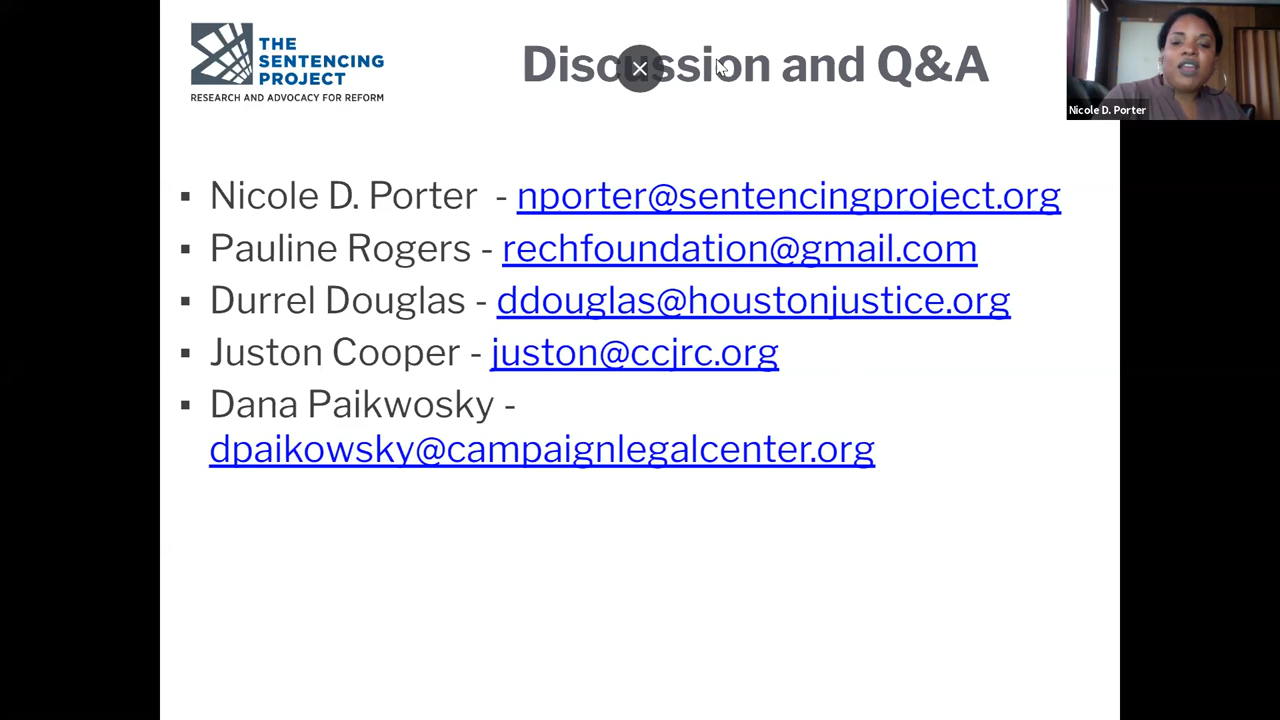 THE
SENTENCING
PROJECT
RESEARCH AND ADVOCACY FOR REFORM
Discussion and Q&A
Nicole D. Porter
▪ Nicole D. Porter - nporter@sentencingproject.org
▪ Pauline Rogers - rechfoundation@gmail.com
▪ Durrel Douglas - ddouglas@houstonjustice.org
▪ Juston Cooper - juston@ccjrc.org
▪ Dana Paikwosky -
dpaikowsky@campaignlegalcenter.org